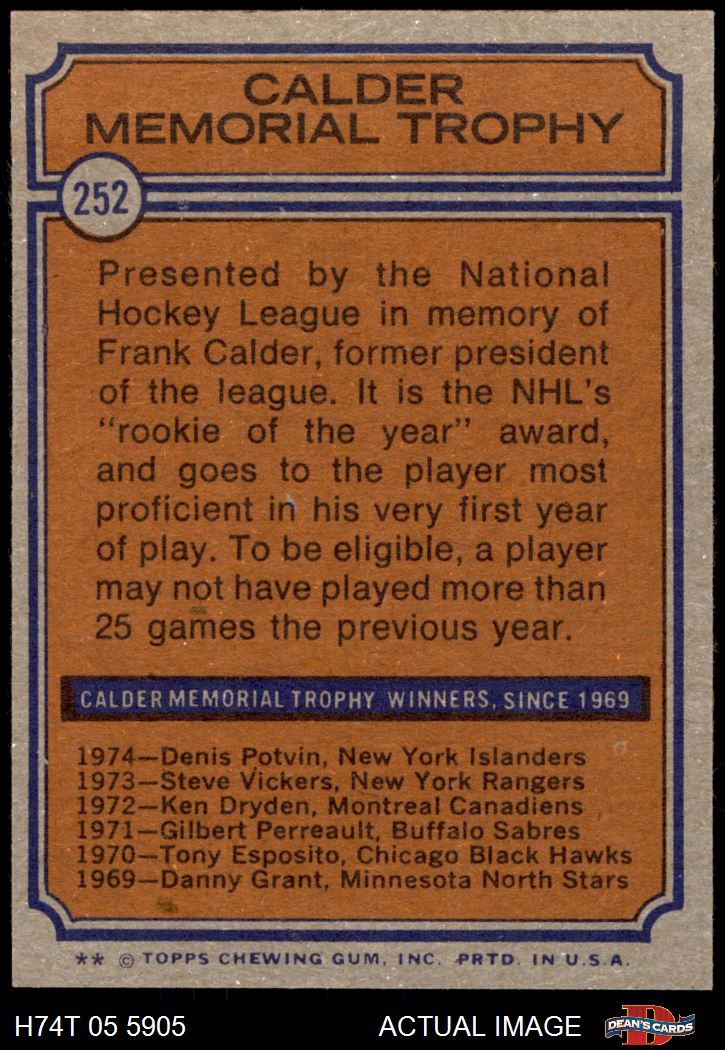 CALDER
MEMORIAL TROPHY
252
Presented by the National
Hockey League in memory of
Frank Calder, former president
of the league. It is the NHL's
"rookie of the year" award,
and goes to the player most
proficient in his very first year
of play. To be eligible, a player
may not have played more than
25 games the previous year.
CALDER MEMORIAL TROPHY WINNERS, SINCE 1969
1974—Denis Potvin, New York Islanders
1973—Steve Vickers, New York Rangers
1972—Ken Dryden, Montreal Canadiens
1971—Gilbert Perreault, Buffalo Sabres
1970—Tony Esposito, Chicago Black Hawks
1969—Danny Grant, Minnesota North Stars
** © TOPPS CHEWING GUM, INC. PRTD. IN U.S.A.
H74T 05 5905 ACTUAL IMAGE D DEAN'S CARDS